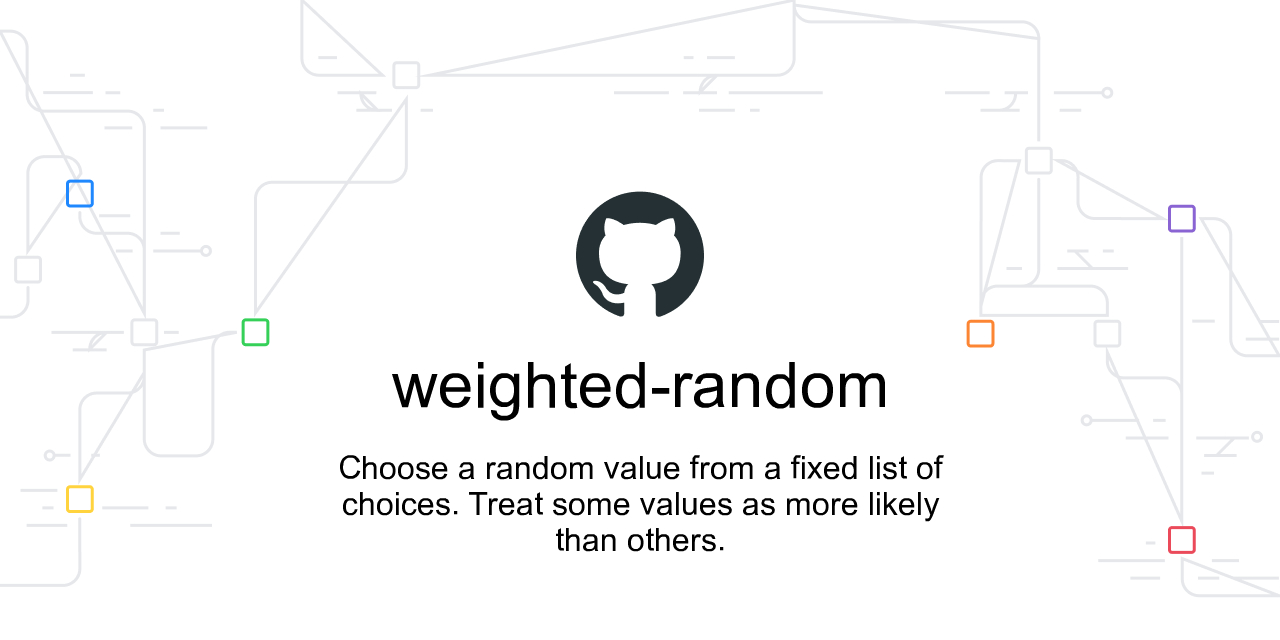 weighted-random
Choose a random value from a fixed list of
choices. Treat some values as more likely
than others.